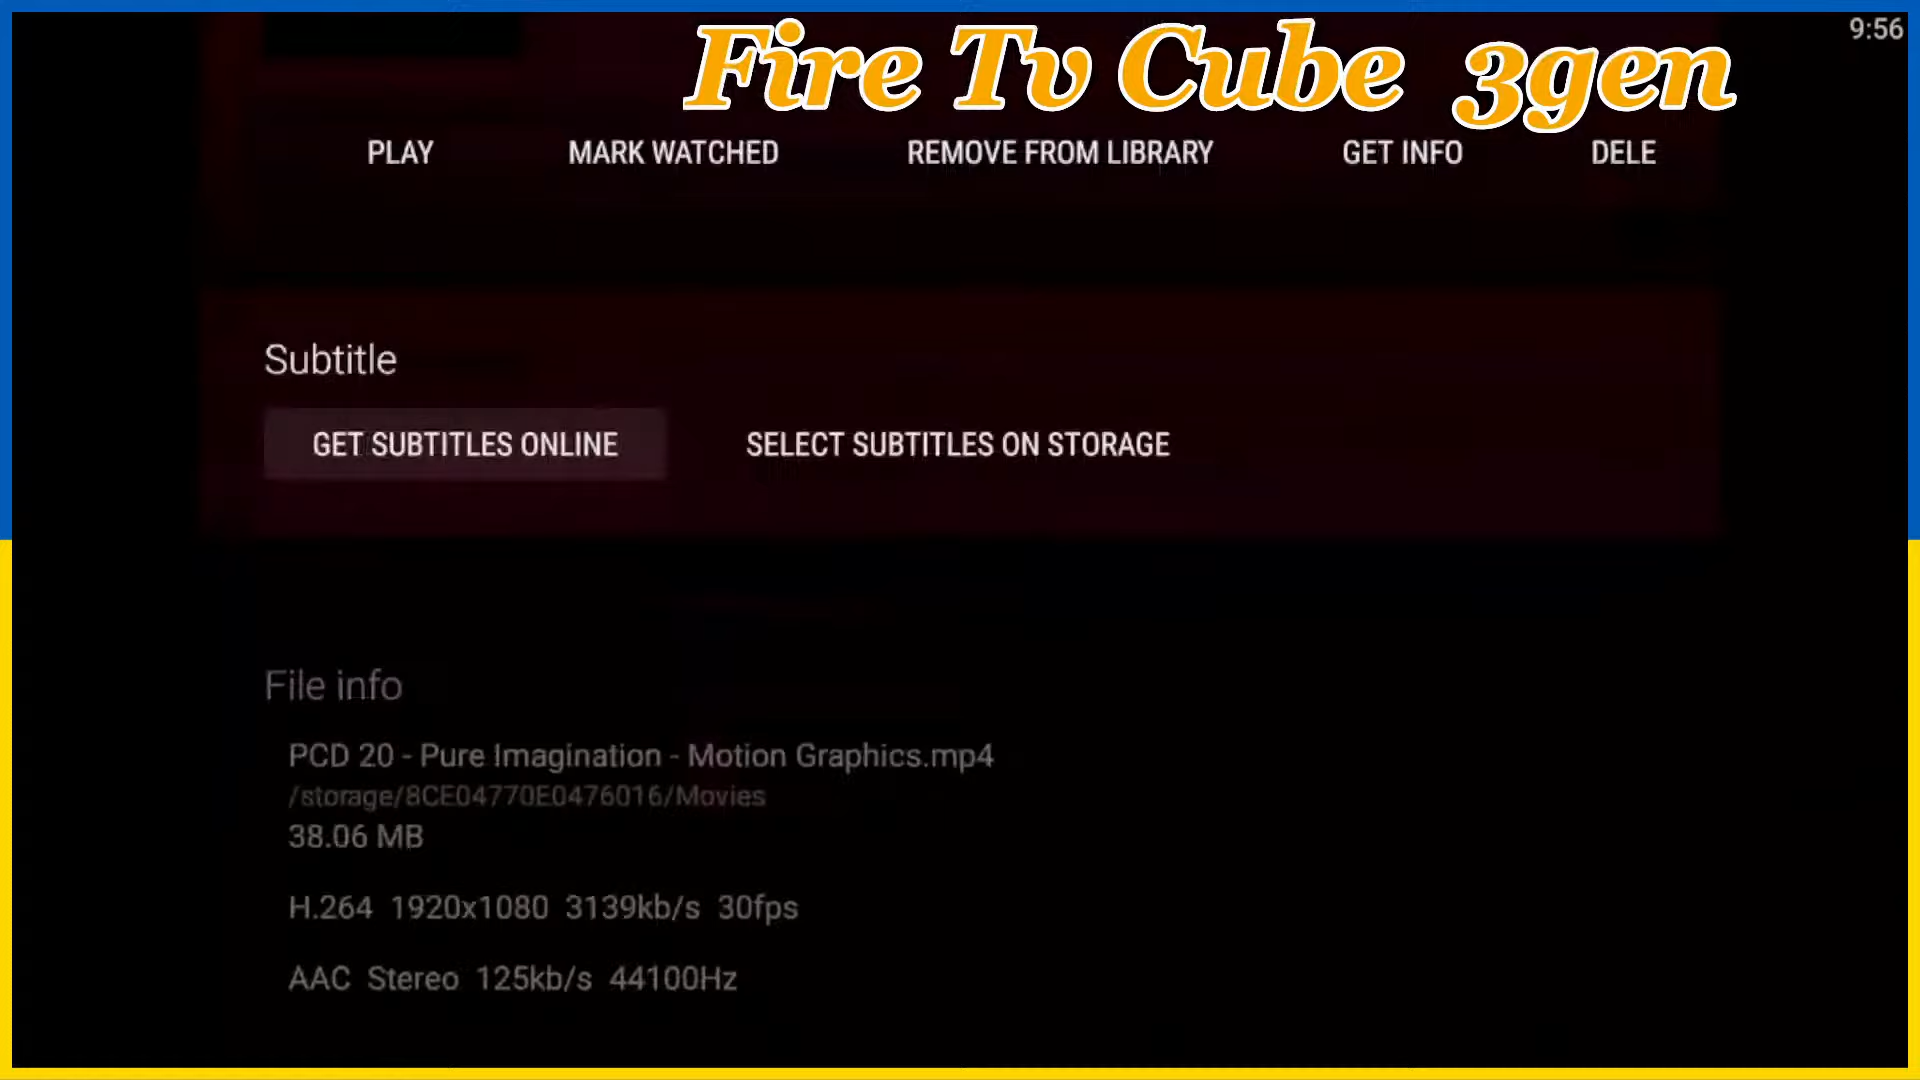 Fire Tv Cube 3gen
9:56
PLAY MARK WATCHED REMOVE FROM LIBRARY GET INFO DELE
Subtitle
GET SUBTITLES ONLINE SELECT SUBTITLES ON STORAGE
File info
PCD 20 - Pure Imagination - Motion Graphics.mp4
/storage/8CE04770E0476016/Movies
38.06 MB
H.264 1920x1080 3139kb/s 30fps
AAC Stereo 125kb/s 44100Hz